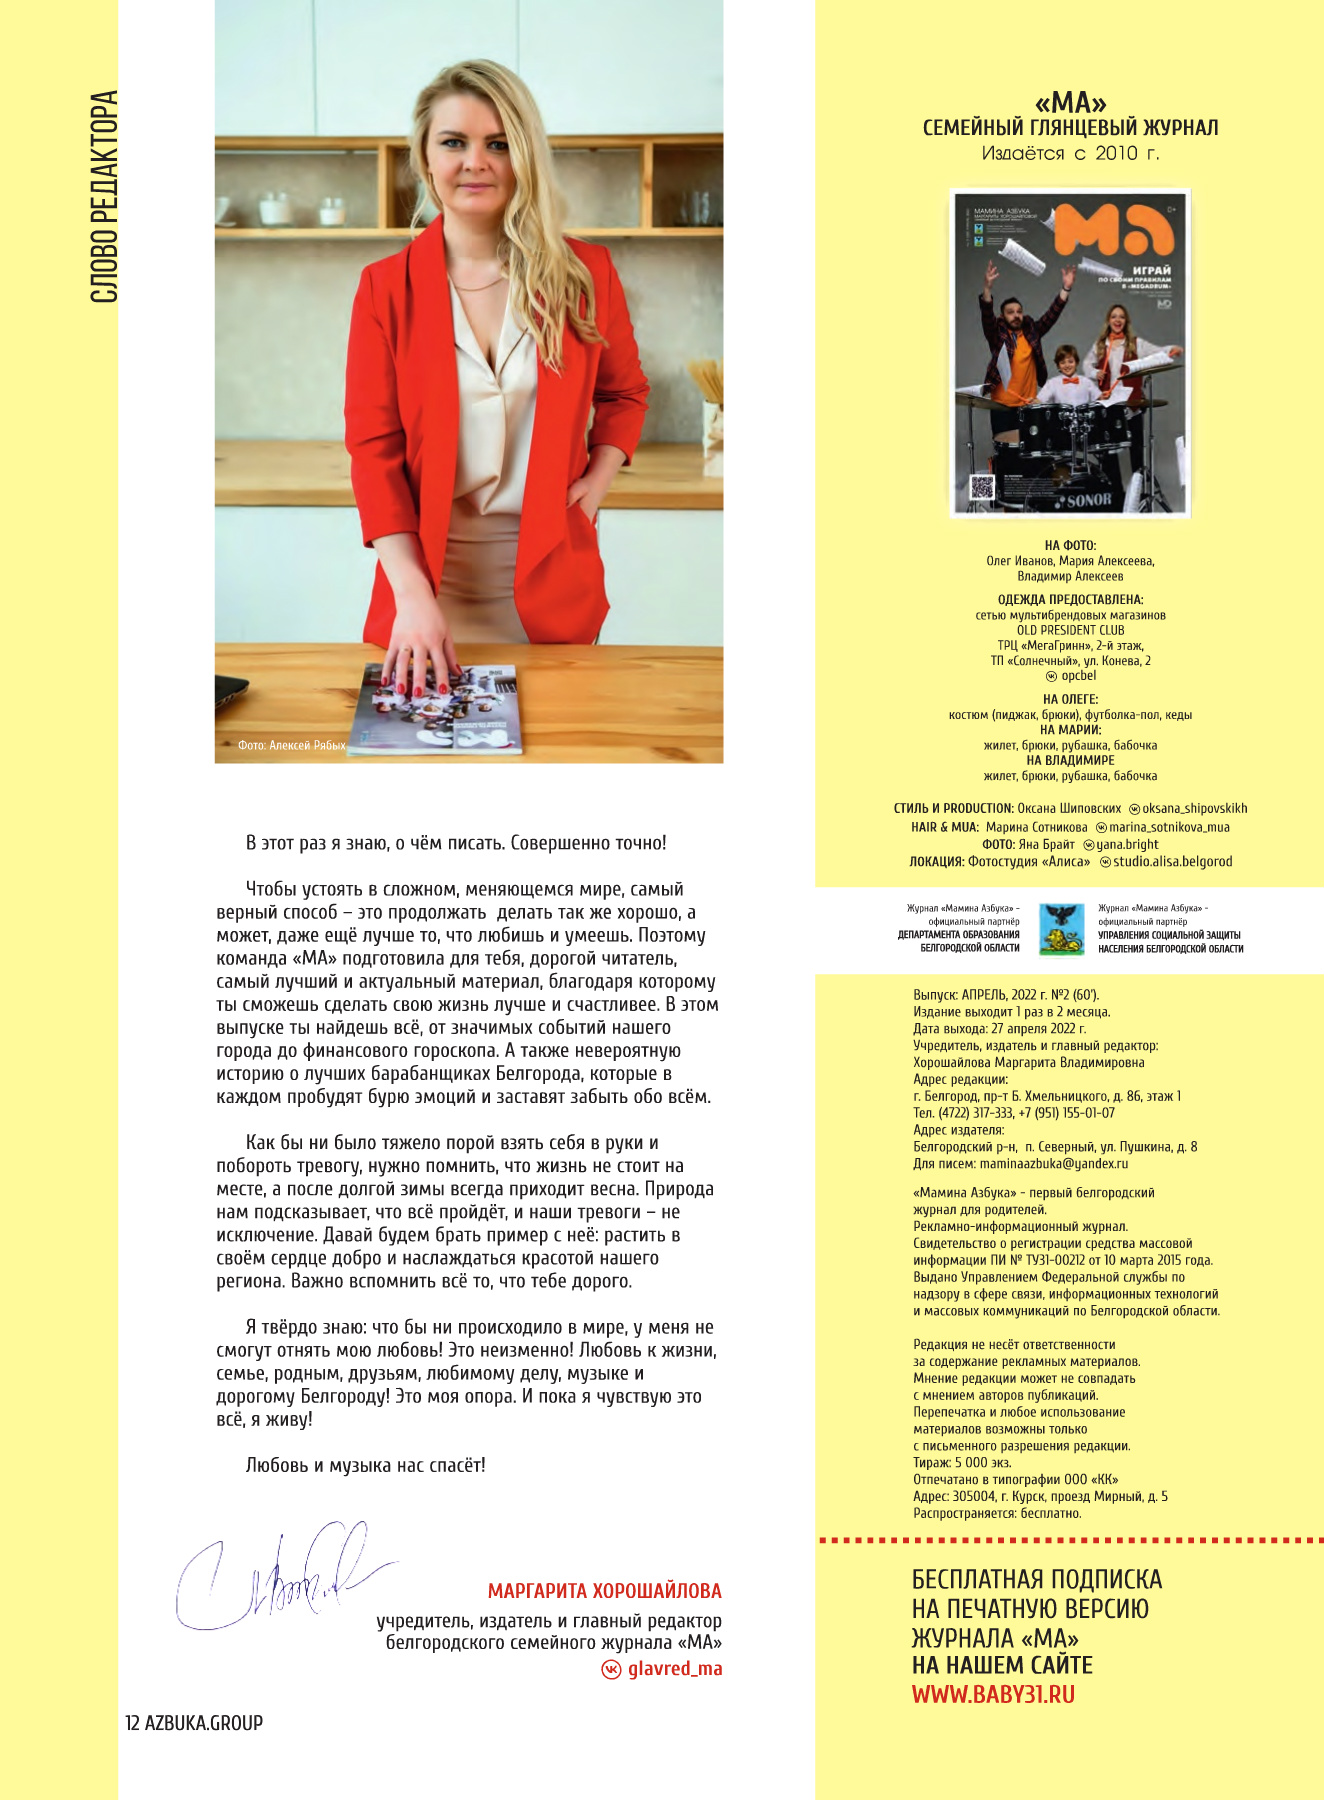 СЛОВО РЕДАКТОРА
Фото: Алексей Рябых
В этот раз я знаю, о чём писать. Совершенно точно!
Чтобы устоять в сложном, меняющемся мире, самый
верный способ – это продолжать делать так же хорошо, а
может, даже ещё лучше то, что любишь и умеешь. Поэтому
команда «МА» подготовила для тебя, дорогой читатель,
самый лучший и актуальный материал, благодаря которому
ты сможешь сделать свою жизнь лучше и счастливее. В этом
выпуске ты найдешь всё, от значимых событий нашего
города до финансового гороскопа. А также невероятную
историю о лучших барабанщиках Белгорода, которые в
каждом пробудят бурю эмоций и заставят забыть обо всём.
Как бы ни было тяжело порой взять себя в руки и
побороть тревогу, нужно помнить, что жизнь не стоит на
месте, а после долгой зимы всегда приходит весна. Природа
нам подсказывает, что всё пройдёт, и наши тревоги – не
исключение. Давай будем брать пример с неё: растить в
своём сердце добро и наслаждаться красотой нашего
региона. Важно вспомнить всё то, что тебе дорого.
Я твёрдо знаю: что бы ни происходило в мире, у меня не
смогут отнять мою любовь! Это неизменно! Любовь к жизни,
семье, родным, друзьям, любимому делу, музыке и
дорогому Белгороду! Это моя опора. И пока я чувствую это
всё, я живу!
Любовь и музыка нас спасёт!
МАРГАРИТА ХОРОШАЙЛОВА
учредитель, издатель и главный редактор
белгородского семейного журнала «МА»
glavred_ma
12 AZBUKA.GROUP
«МА»
СЕМЕЙНЫЙ ГЛЯНЦЕВЫЙ ЖУРНАЛ
Издаётся с 2010 г.
МАМИНА АЗБУКА
МА
0+
ИГРАЙ
ПО СВОИМ ПРАВИЛАМ
В «MEGADRUM»
MD
SONOR
НА ФОТО:
Олег Иванов, Мария Алексеева,
Владимир Алексеев
ОДЕЖДА ПРЕДОСТАВЛЕНА:
сетью мультибрендовых магазинов
OLD PRESIDENT CLUB
ТРЦ «МегаГринн», 2-й этаж,
ТП «Солнечный», ул. Конева, 2
opcbel
НА ОЛЕГЕ:
костюм (пиджак, брюки), футболка-пол, кеды
НА МАРИИ:
жилет, брюки, рубашка, бабочка
НА ВЛАДИМИРЕ
жилет, брюки, рубашка, бабочка
СТИЛЬ И PRODUCTION: Оксана Шиповских oksana_shipovskikh
HAIR & MUA: Марина Сотникова marina_sotnikova_mua
ФОТО: Яна Брайт yana.bright
ЛОКАЦИЯ: Фотостудия «Алиса» studio.alisa.belgorod
Журнал «Мамина Азбука» –
официальный партнёр
ДЕПАРТАМЕНТА ОБРАЗОВАНИЯ
БЕЛГОРОДСКОЙ ОБЛАСТИ
Журнал «Мамина Азбука» –
официальный партнёр
УПРАВЛЕНИЯ СОЦИАЛЬНОЙ ЗАЩИТЫ
НАСЕЛЕНИЯ БЕЛГОРОДСКОЙ ОБЛАСТИ
Выпуск: АПРЕЛЬ, 2022 г. №2 (60').
Издание выходит 1 раз в 2 месяца.
Дата выхода: 27 апреля 2022 г.
Учредитель, издатель и главный редактор:
Хорошайлова Маргарита Владимировна
Адрес редакции:
г. Белгород, пр-т Б. Хмельницкого, д. 86, этаж 1
Тел. (4722) 317-333, +7 (951) 155-01-07
Адрес издателя:
Белгородский р-н, п. Северный, ул. Пушкина, д. 8
Для писем: maminaazbuka@yandex.ru
«Мамина Азбука» - первый белгородский
журнал для родителей.
Рекламно-информационный журнал.
Свидетельство о регистрации средства массовой
информации ПИ № ТУ31-00212 от 10 марта 2015 года.
Выдано Управлением Федеральной службы по
надзору в сфере связи, информационных технологий
и массовых коммуникаций по Белгородской области.
Редакция не несёт ответственности
за содержание рекламных материалов.
Мнение редакции может не совпадать
с мнением авторов публикаций.
Перепечатка и любое использование
материалов возможны только
с письменного разрешения редакции.
Тираж: 5 000 экз.
Отпечатано в типографии ООО «КК»
Адрес: 305004, г. Курск, проезд Мирный, д. 5
Распространяется: бесплатно.
БЕСПЛАТНАЯ ПОДПИСКА
НА ПЕЧАТНУЮ ВЕРСИЮ
ЖУРНАЛА «МА»
НА НАШЕМ САЙТЕ
WWW.BABY31.RU